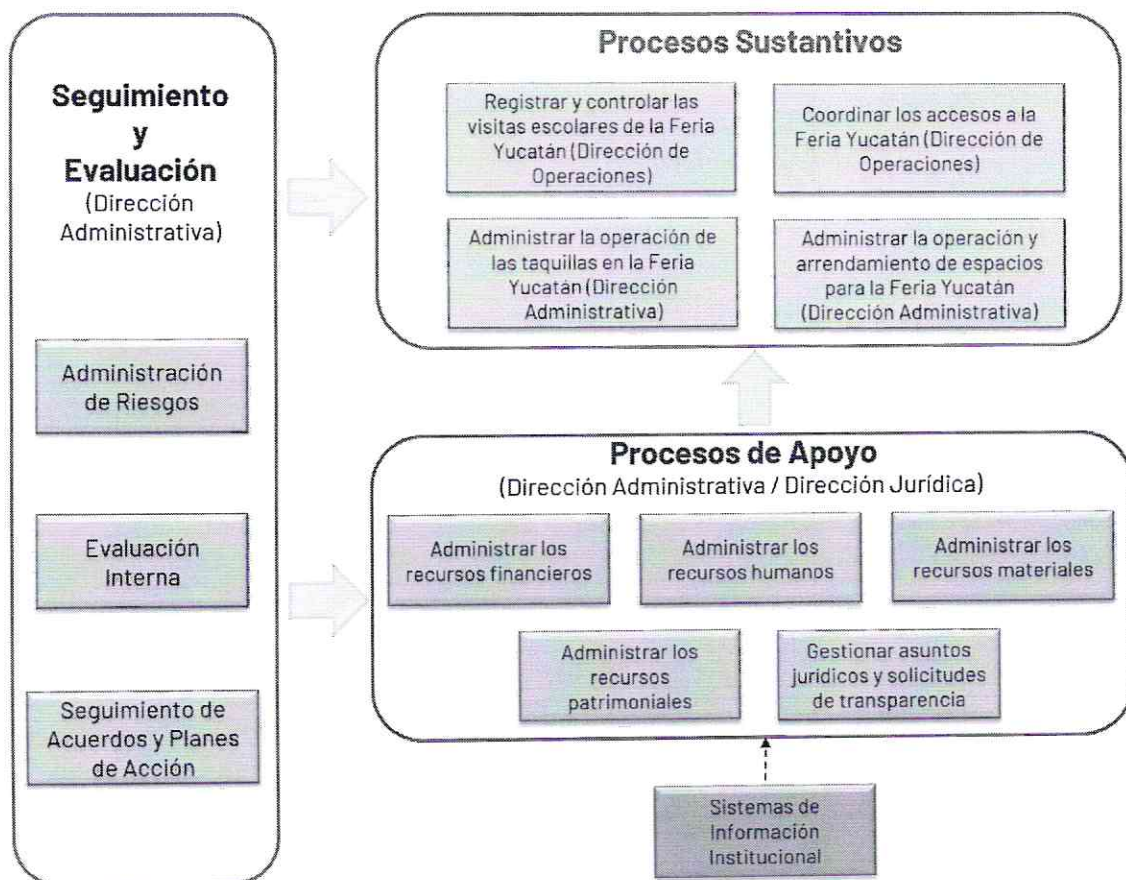 Seguimiento
y
Evaluación
(Dirección
Administrativa)
Administración
de Riesgos
Evaluación
Interna
Seguimiento de
Acuerdos y Planes
de Acción
Procesos Sustantivos
Registrar y controlar las
visitas escolares de la Feria
Yucatán (Dirección de
Operaciones)
Coordinar los accesos a la
Feria Yucatán (Dirección de
Operaciones)
Administrar la operación de
las taquillas en la Feria
Yucatán (Dirección
Administrativa)
Administrar la operación y
arrendamiento de espacios
para la Feria Yucatán
(Dirección Administrativa)
Procesos de Apoyo
(Dirección Administrativa / Dirección Jurídica)
Administrar los
recursos financieros
Administrar los
recursos humanos
Administrar los
recursos materiales
Administrar los
recursos
patrimoniales
Gestionar asuntos
jurídicos y solicitudes
de transparencia
Sistemas de
Información
Institucional